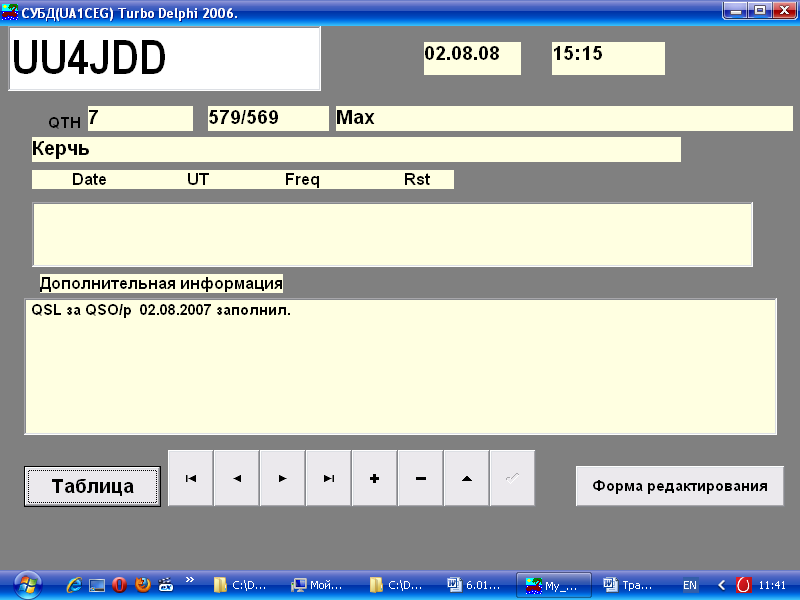 СУБД(UA1CEG) Turbo Delphi 2006.
UU4JDD
02.08.08 15:15
QTH 7 579/569 Max
Керчь
Date UT Freq Rst
Дополнительная информация
QSL за QSO/p 02.08.2007 заполнил.
Таблица
Форма редактирования
C:\D... Мой... C:\D... 6.01... My_... Тра... EN 11:41